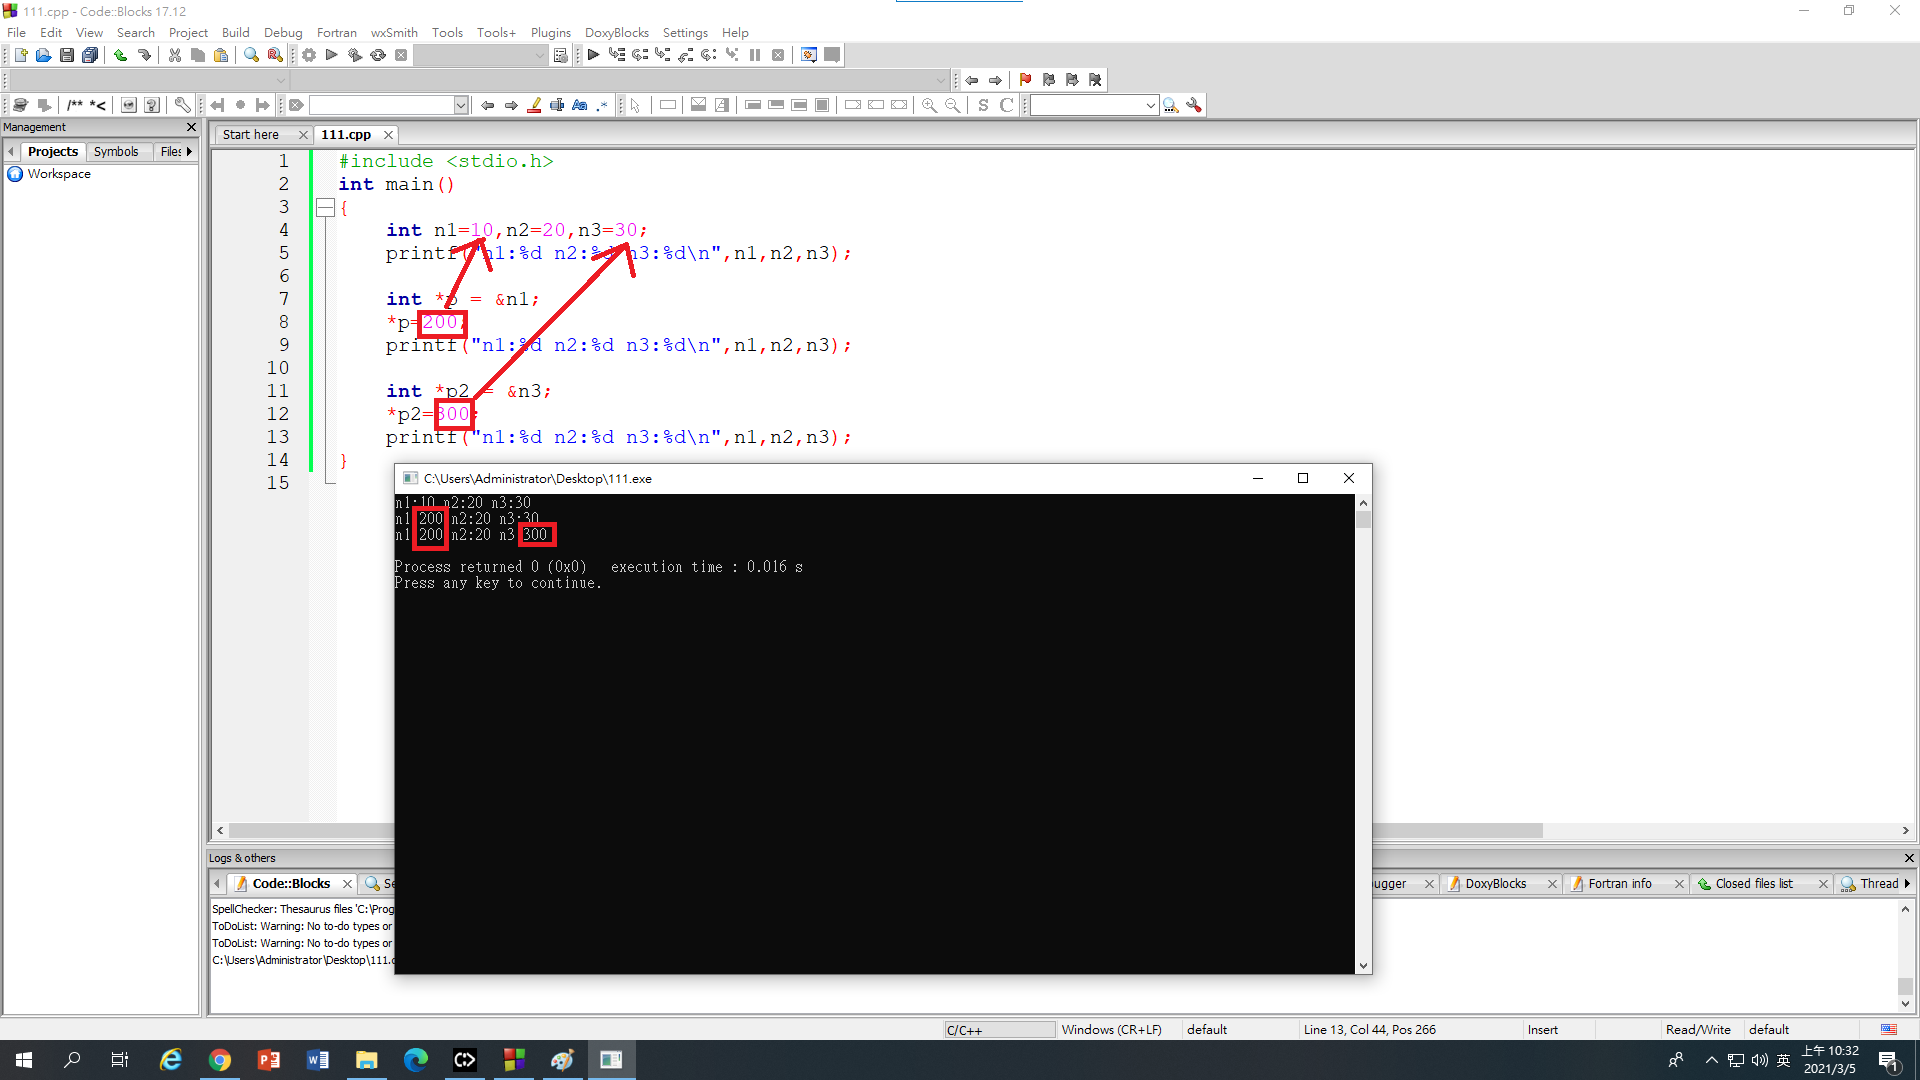 111.cpp - Code::Blocks 17.12
File Edit View Search Project Build Debug Fortran wxSmith Tools Tools+ Plugins DoxyBlocks Settings Help
/** *<
S C
Management
Projects Symbols Files
Workspace
Start here 111.cpp
1 #include <stdio.h>
2 int main()
3 {
4 int n1=10,n2=20,n3=30;
5 printf("n1:%d n2:%d n3:%d\n",n1,n2,n3);
6
7 int *p = &n1;
8 *p=200;
9 printf("n1:%d n2:%d n3:%d\n",n1,n2,n3);
10
11 int *p2 = &n3;
12 *p2=300;
13 printf("n1:%d n2:%d n3:%d\n",n1,n2,n3);
14 }
15
C:\Users\Administrator\Desktop\111.exe
n1:10 n2:20 n3:30
n1 200 n2:20 n3:30
n1 200 n2:20 n3 300
Process returned 0 (0x0) execution time : 0.016 s
Press any key to continue.
Logs & others
Code::Blocks Se ugger DoxyBlocks Fortran info Closed files list Thread
SpellChecker: Thesaurus files 'C:\Prog
ToDoList: Warning: No to-do types or
ToDoList: Warning: No to-do types or
C:\Users\Administrator\Desktop\111.c
C/C++ Windows (CR+LF) default Line 13, Col 44, Pos 266 Insert Read/Write default
英 上午 10:32
2021/3/5
1